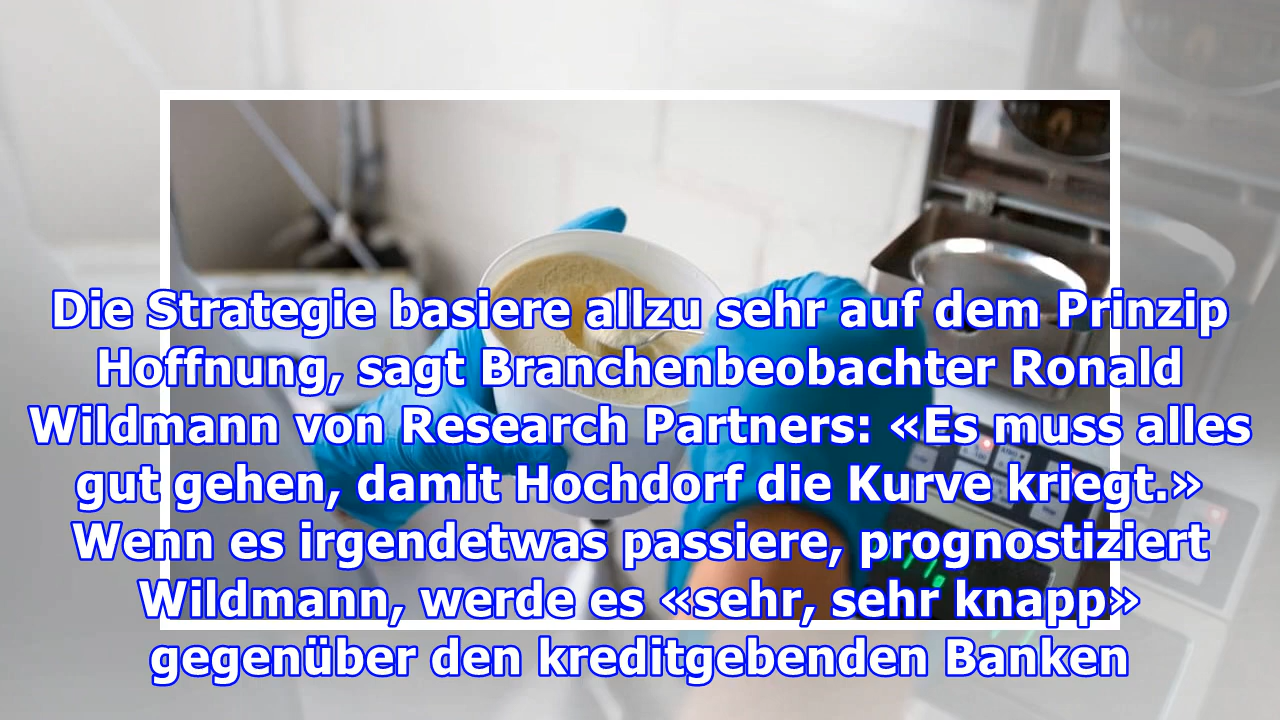 Die Strategie basiere allzu sehr auf dem Prinzip
Hoffnung, sagt Branchenbeobachter Ronald
Wildmann von Research Partners: «Es muss alles
gut gehen, damit Hochdorf die Kurve kriegt.»
Wenn es irgendetwas passiere, prognostiziert
Wildmann, werde es «sehr, sehr knapp»
gegenüber den kreditgebenden Banken